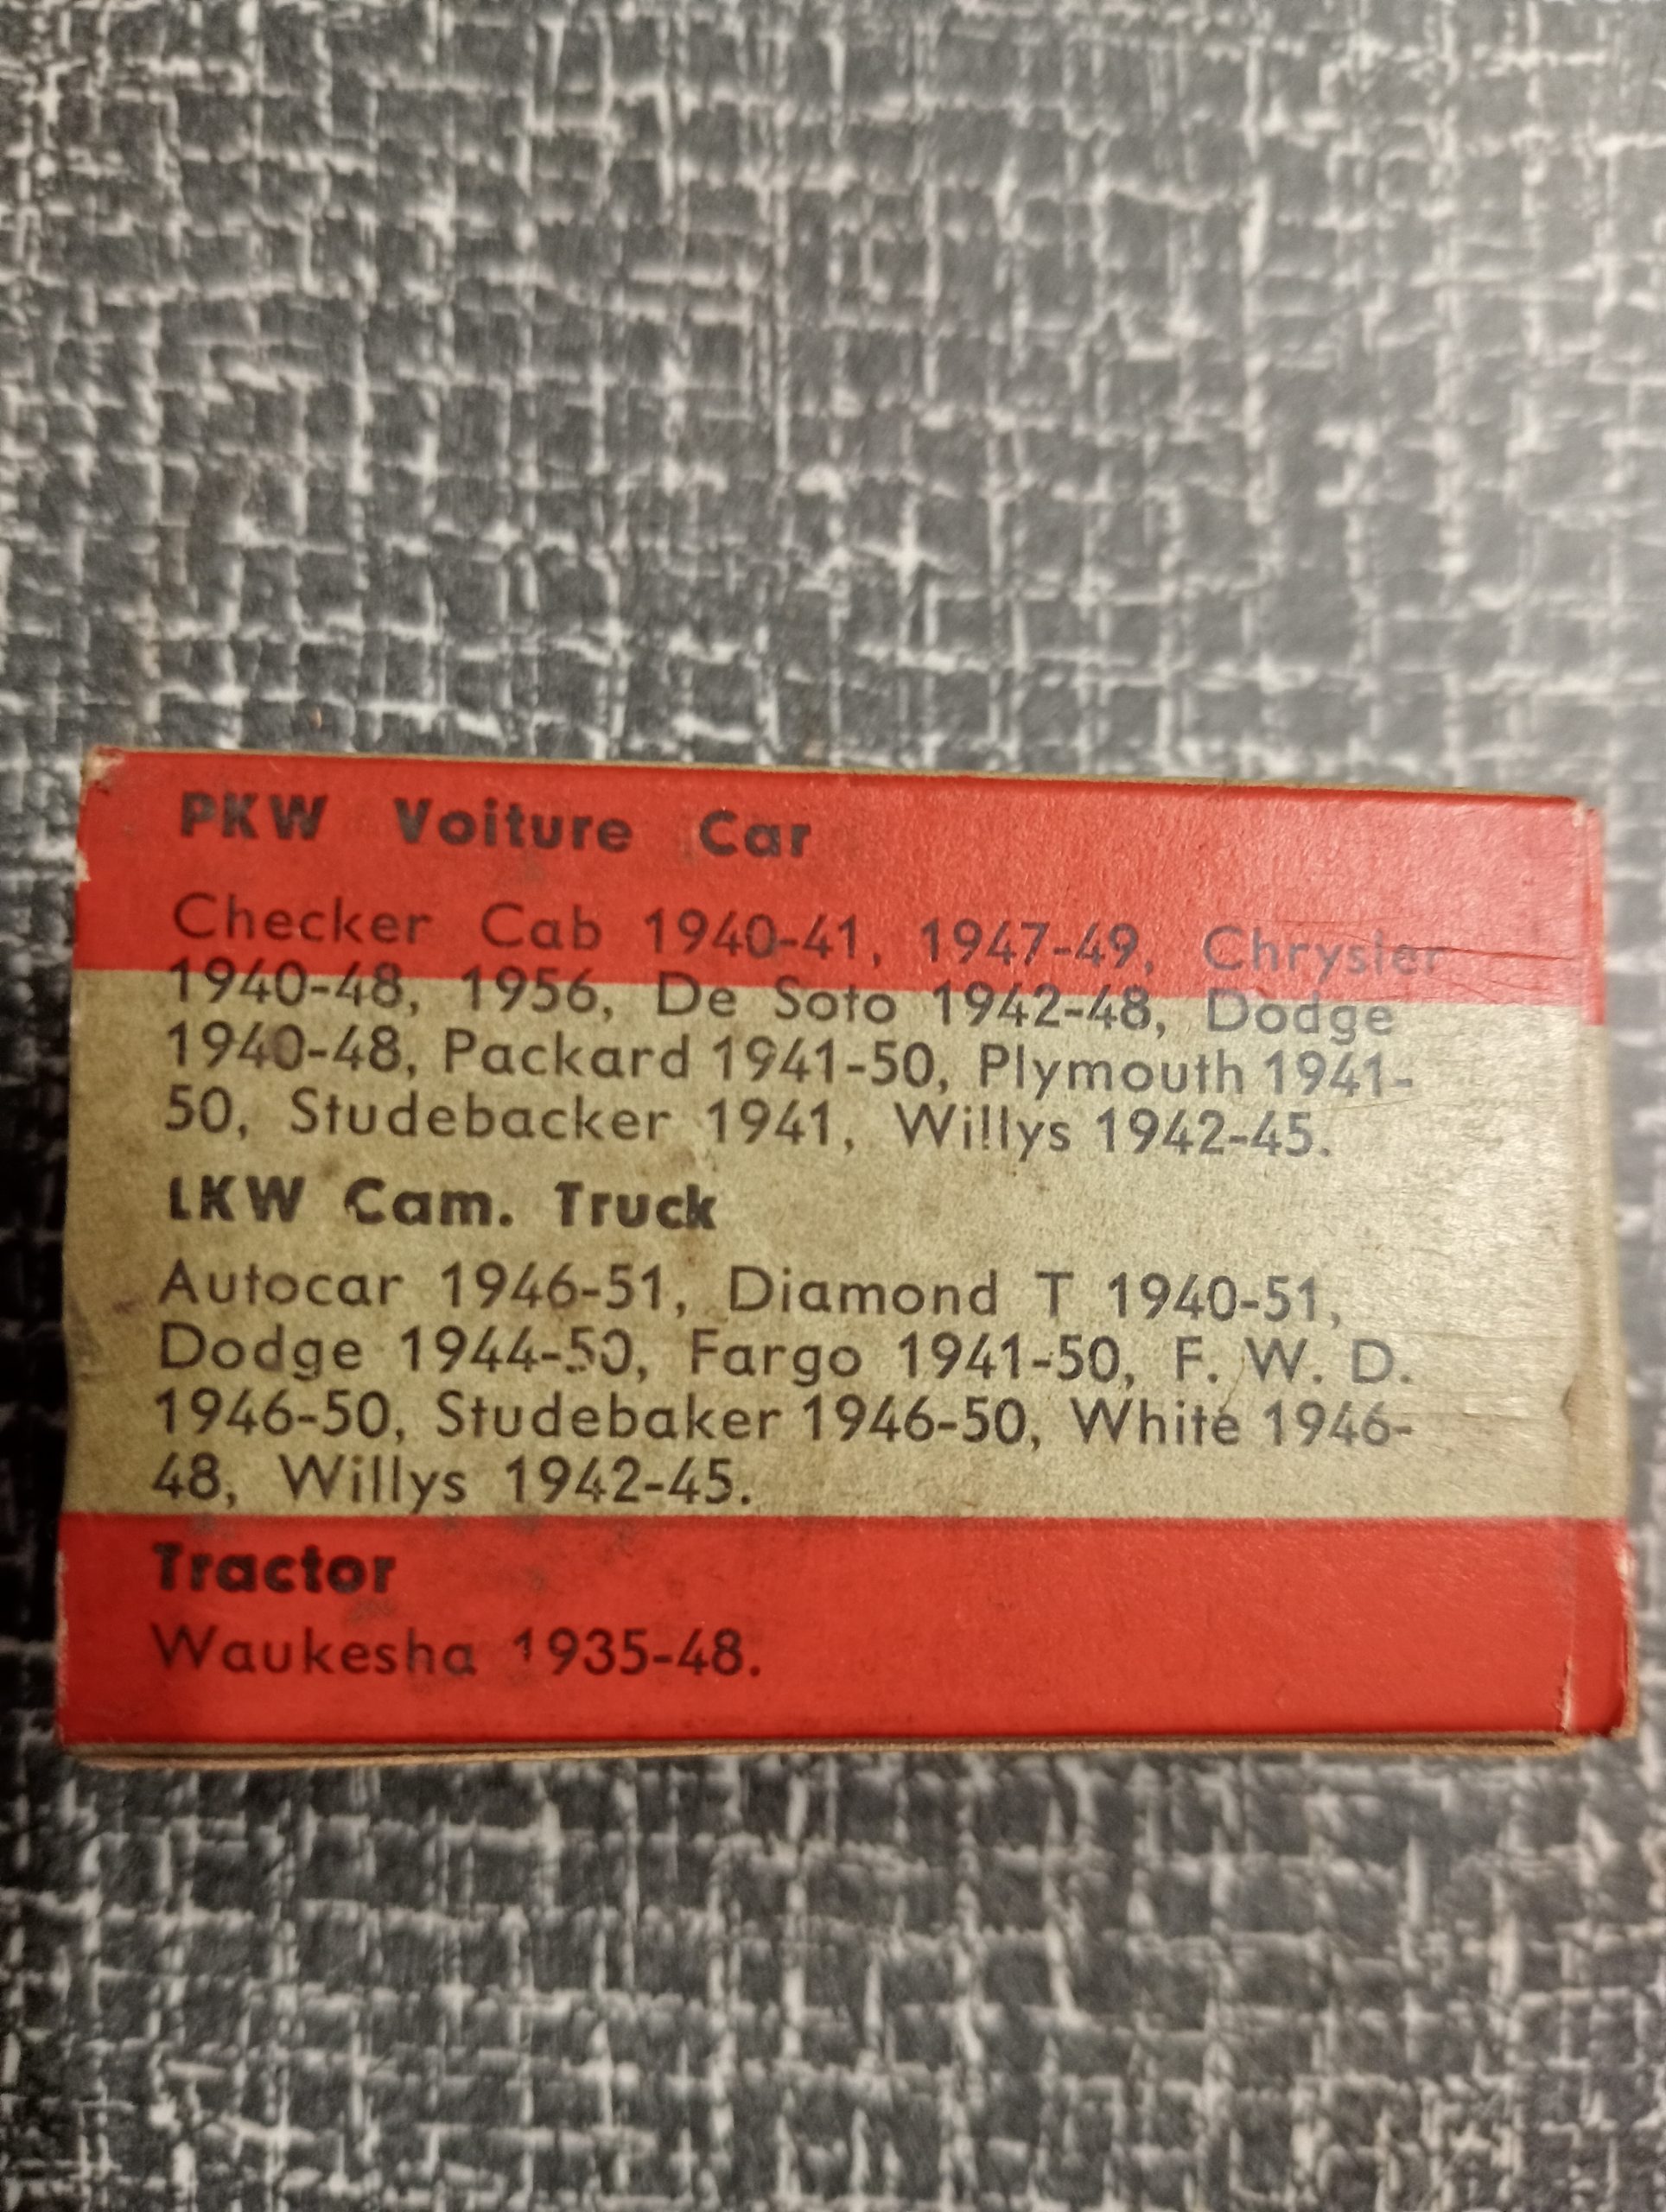 PKW Voiture Car
Checker Cab 1940-41, 1947-49, Chrysler
1940-48, 1956, De Soto 1942-48, Dodge
1940-48, Packard 1941-50, Plymouth 1941-
50, Studebacker 1941, Willys 1942-45.
LKW Cam. Truck
Autocar 1946-51, Diamond T 1940-51,
Dodge 1944-50, Fargo 1941-50, F. W. D.
1946-50, Studebaker 1946-50, White 1946-
48, Willys 1942-45.
Tractor
Waukesha 1935-48.